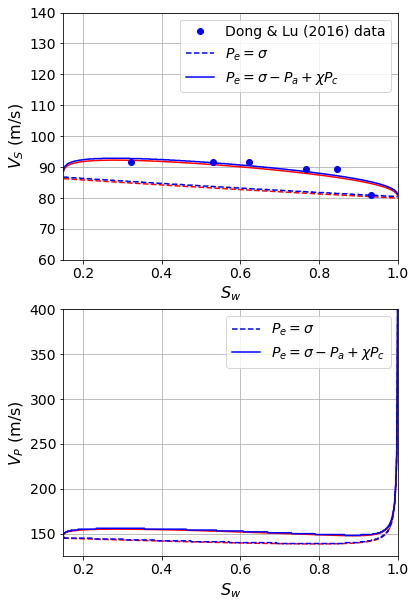 140
130
120
110
100
90
80
70
60
V_S (m/s)
Dong & Lu (2016) data
P_e = σ
P_e = σ − P_a + χP_c
0.2 0.4 0.6 0.8 1.0
S_w
400
350
300
250
200
150
V_P (m/s)
P_e = σ
P_e = σ − P_a + χP_c
0.2 0.4 0.6 0.8 1.0
S_w